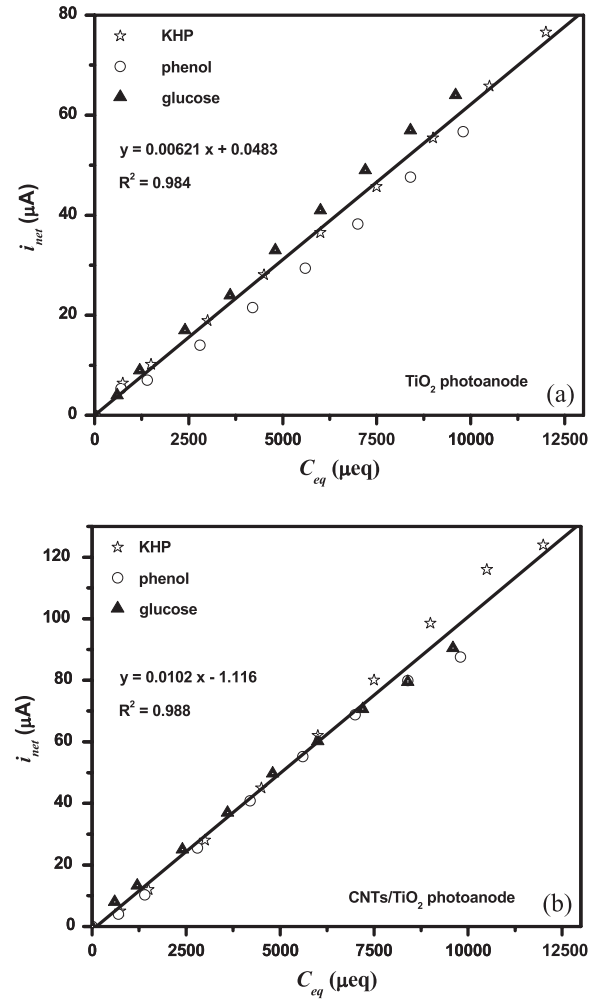 80
KHP
phenol
glucose
60
y = 0.00621 x + 0.0483
R² = 0.984
i_net (μA)
40
20
TiO₂ photoanode
(a)
0
0 2500 5000 7500 10000 12500
C_eq (μeq)
KHP
120
phenol
glucose
100
y = 0.0102 x - 1.116
80
R² = 0.988
i_net (μA)
60
40
20
CNTs/TiO₂ photoanode
(b)
0
0 2500 5000 7500 10000 12500
C_eq (μeq)